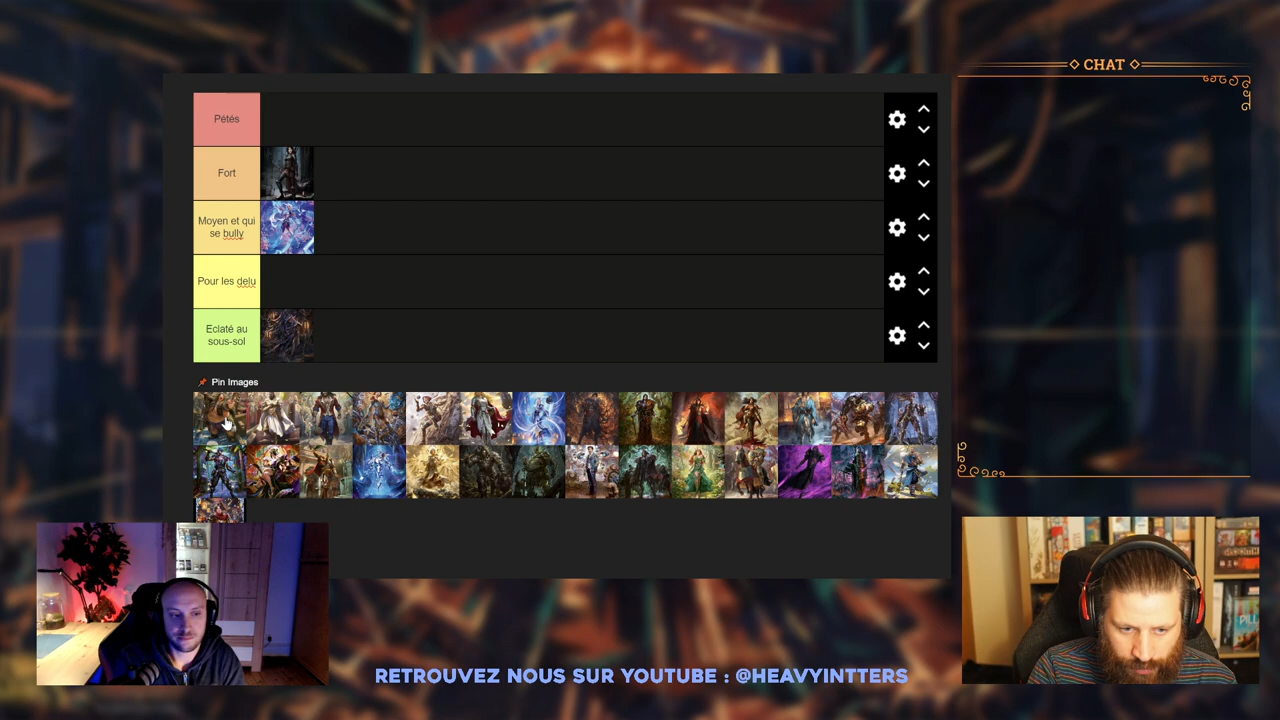 CHAT
Pétés
Fort
Moyen et qui
se bully
Pour les delu
Eclaté au
sous-sol
Pin Images
RETROUVEZ NOUS SUR YOUTUBE : @HEAVYINTTERS